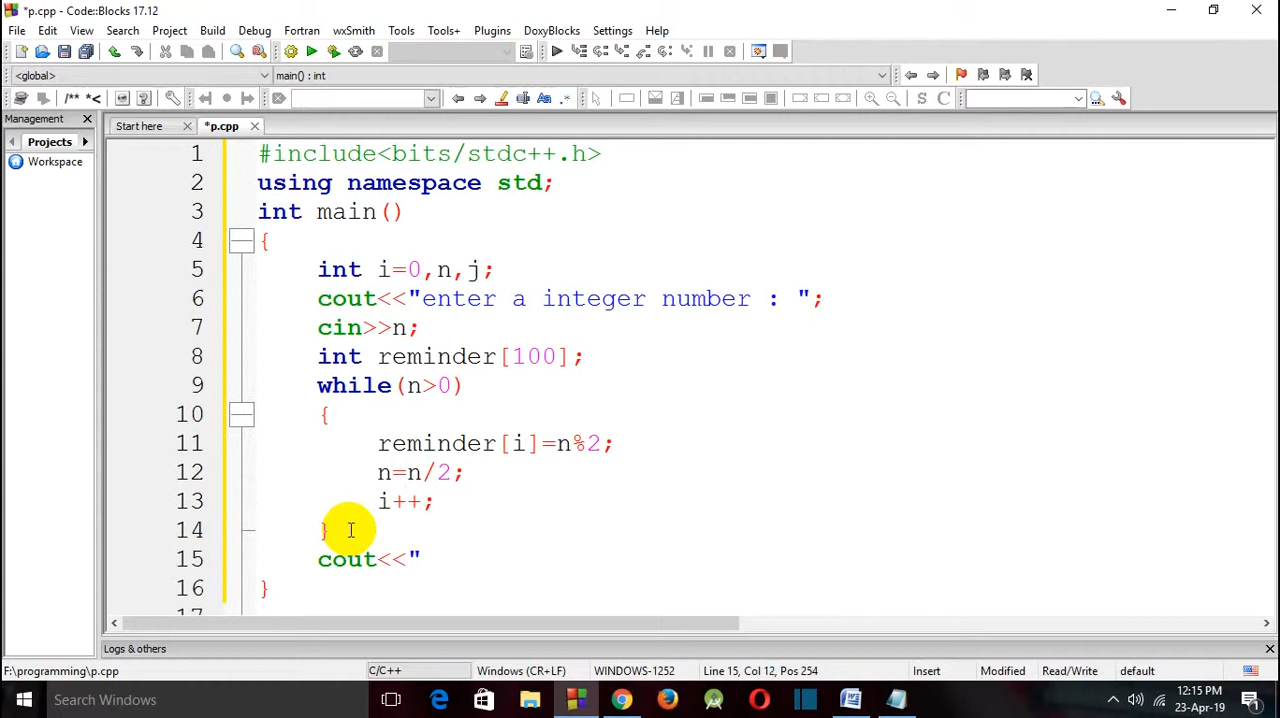 *p.cpp - Code::Blocks 17.12
File Edit View Search Project Build Debug Fortran wxSmith Tools Tools+ Plugins DoxyBlocks Settings Help
<global> main() : int
/** *< Aa .* S C
Management
Start here *p.cpp
Projects
Workspace
1 #include<bits/stdc++.h>
2 using namespace std;
3 int main()
4 {
5 int i=0,n,j;
6 cout<<"enter a integer number : ";
7 cin>>n;
8 int reminder[100];
9 while(n>0)
10 {
11 reminder[i]=n%2;
12 n=n/2;
13 i++;
14 }
15 cout<<"
16 }
17
Logs & others
F:\programming\p.cpp C/C++ Windows (CR+LF) WINDOWS-1252 Line 15, Col 12, Pos 254 Insert Modified Read/Write default
Search Windows
12:15 PM
23-Apr-19